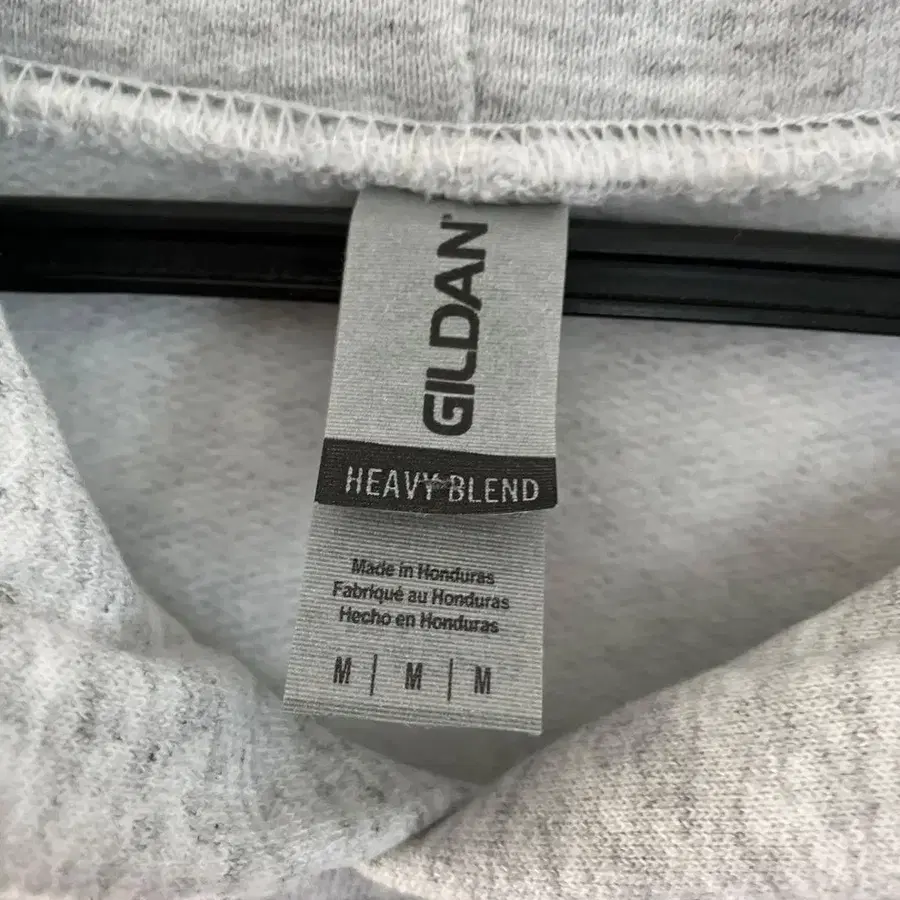 GILDAN
HEAVY BLEND
Made in Honduras
Fabriqué au Honduras
Hecho en Honduras
M | M | M